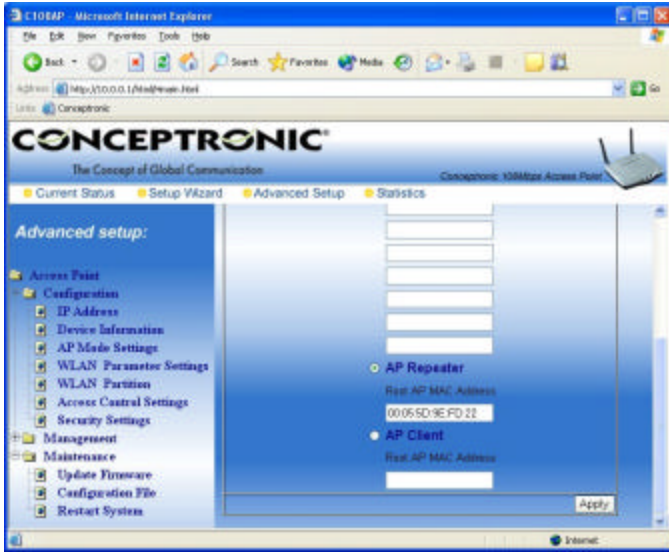 C108AP - Microsoft Internet Explorer
File Edit View Favorites Tools Help
Back Search Favorites Media
Address http://10.0.0.1/html/Hmain.html Go
Links Conceptronic
CONCEPTRONIC
The Concept of Global Communication
Conceptronic 108Mbps Access Point
Current Status Setup Wizard Advanced Setup Statistics
Advanced setup:
Access Point
Configuration
IP Address
Device Information
AP Mode Settings
WLAN Parameter Settings
WLAN Partition
Access Control Settings
Security Settings
Management
Maintenance
Update Firmware
Configuration File
Restart System
AP Repeater
Root AP MAC Address
00:05:5D:9E:FD:22
AP Client
Root AP MAC Address
Apply
Internet